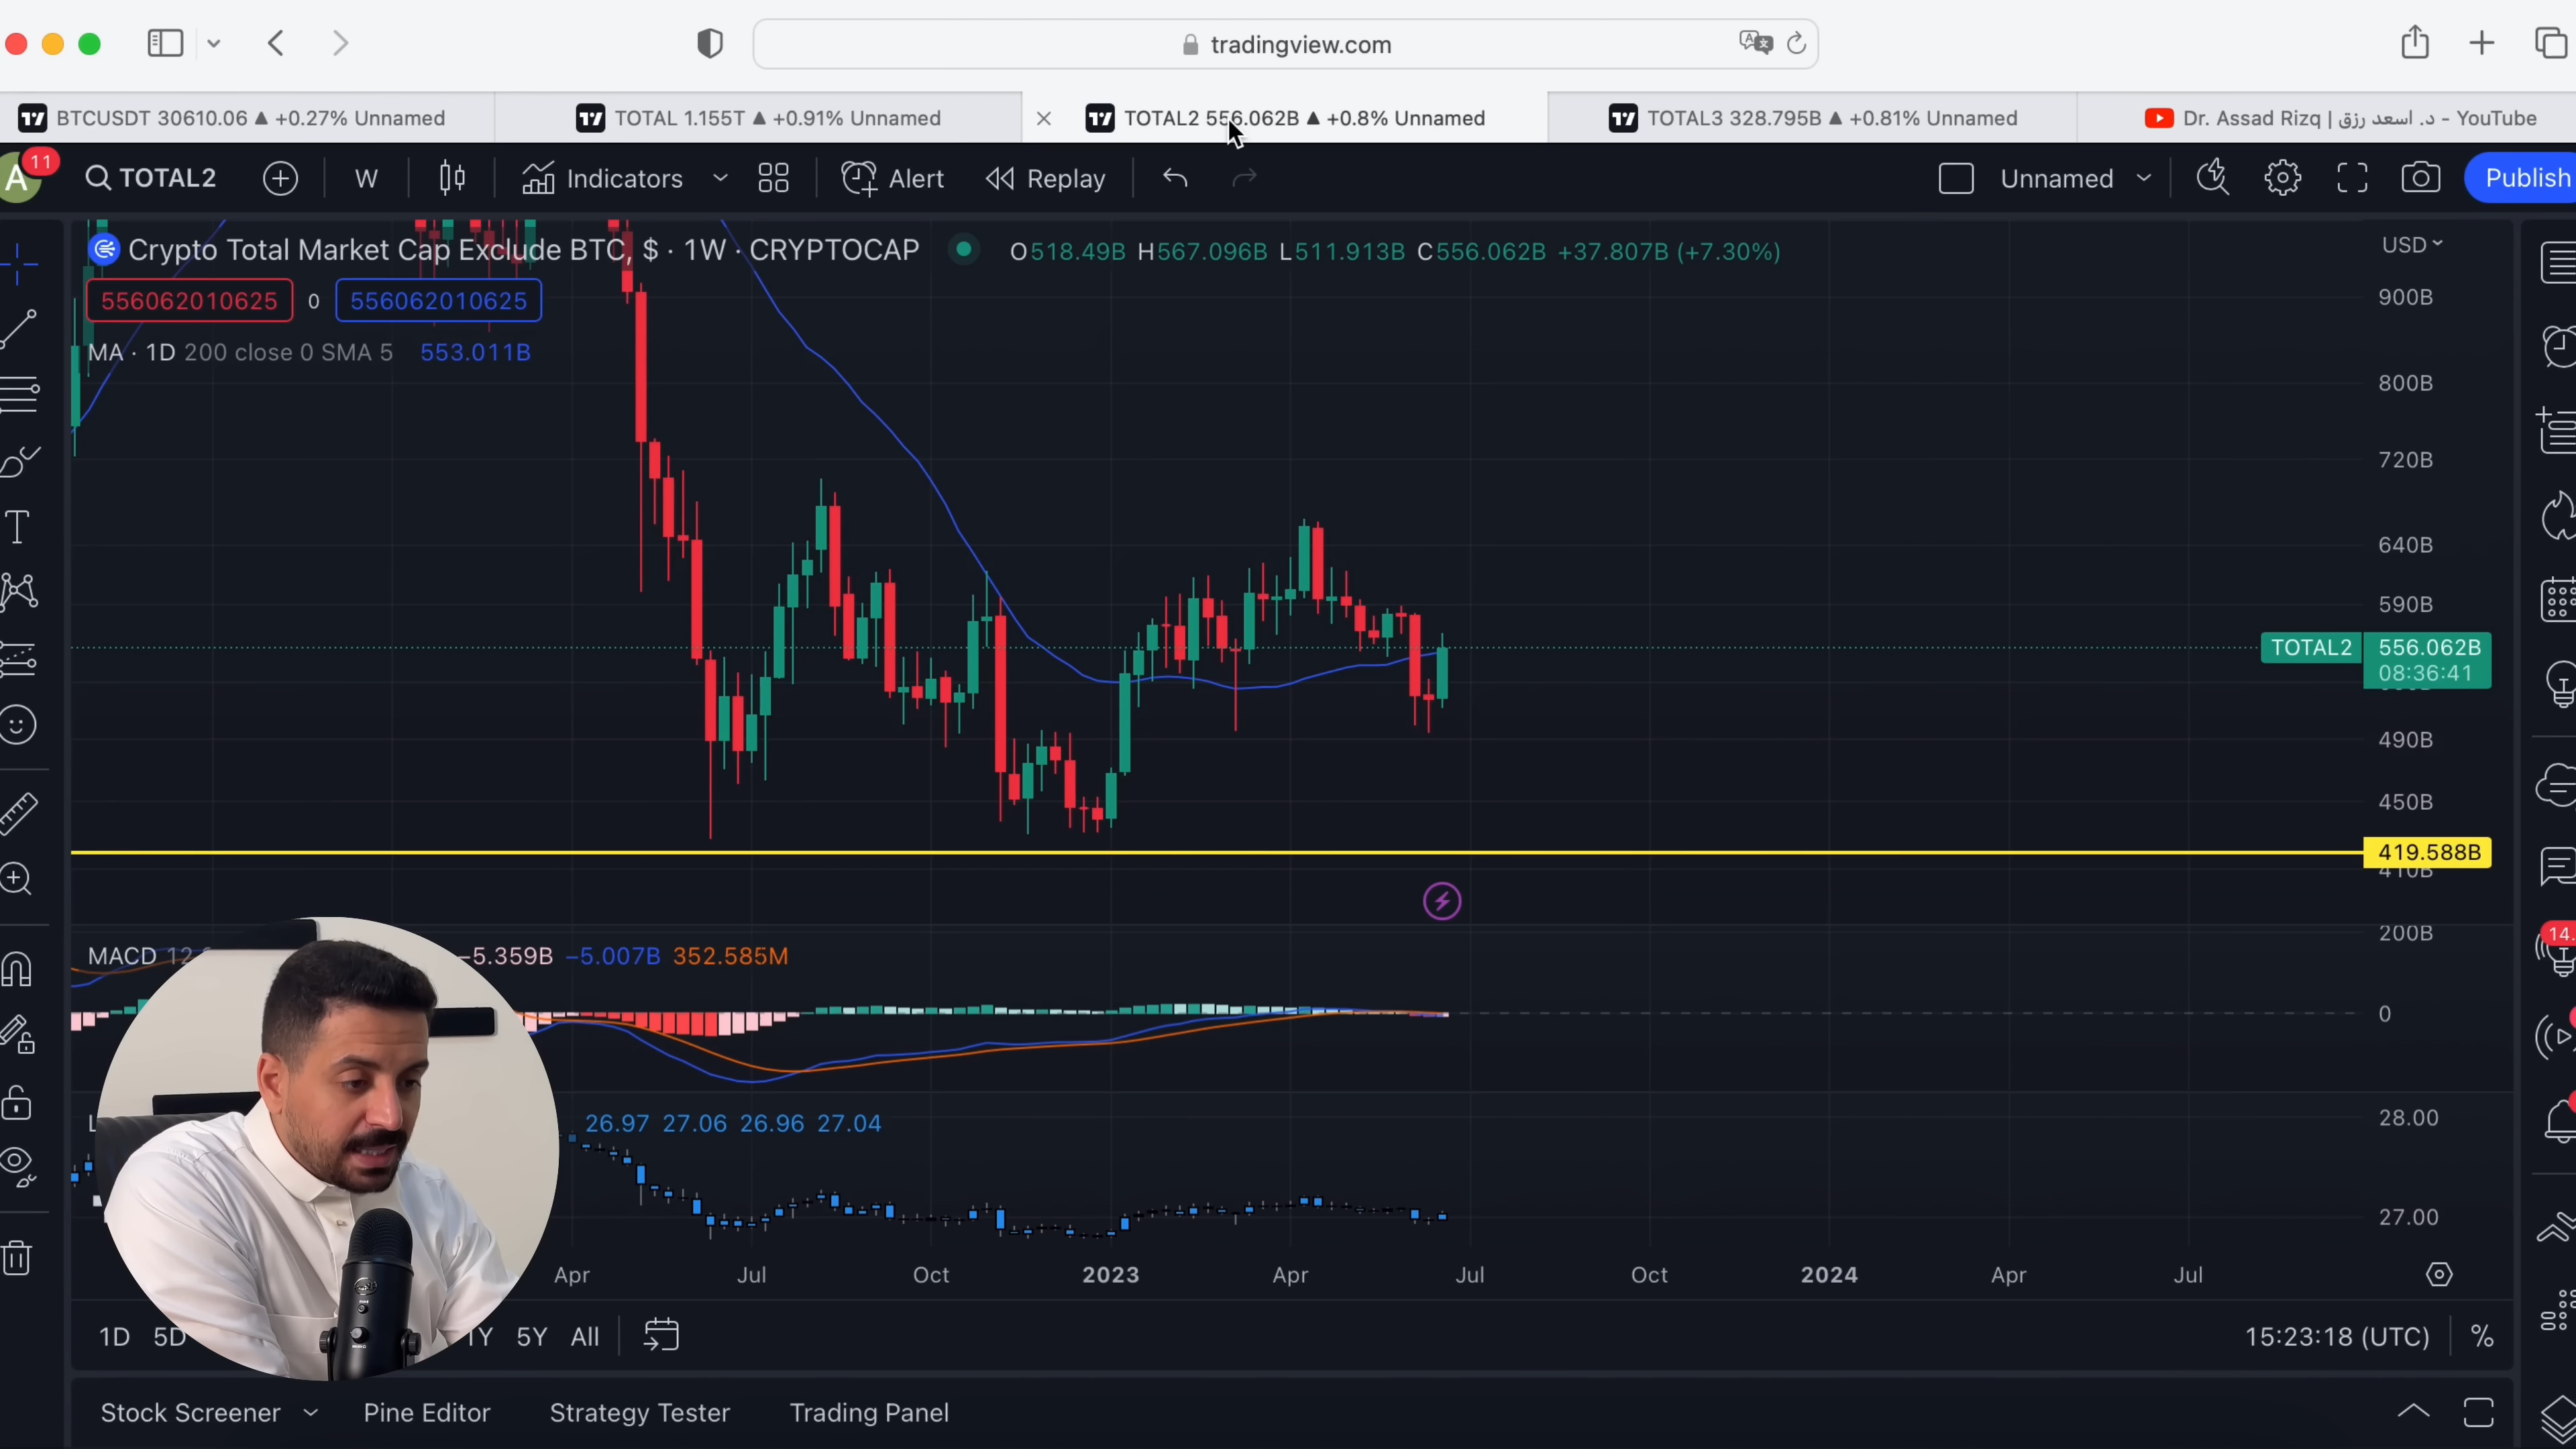 tradingview.com
BTCUSDT 30610.06 ▲ +0.27% Unnamed
TOTAL 1.155T ▲ +0.91% Unnamed
TOTAL2 556.062B ▲ +0.8% Unnamed
TOTAL3 328.795B ▲ +0.81% Unnamed
Dr. Assad Rizq | د. اسعد رزق - YouTube
A
11
TOTAL2
W
Indicators
Alert
Replay
Unnamed
Publish
Crypto Total Market Cap Exclude BTC, $ · 1W · CRYPTOCAP
O518.49B H567.096B L511.913B C556.062B +37.807B (+7.30%)
USD
556062010625 0 556062010625
MA · 1D 200 close 0 SMA 5 553.011B
900B
800B
720B
640B
590B
TOTAL2 556.062B
08:36:41
490B
450B
419.588B
410B
MACD 12
−5.359B −5.007B 352.585M
200B
0
14.
26.97 27.06 26.96 27.04
28.00
27.00
Apr Jul Oct 2023 Apr Jul Oct 2024 Apr Jul
1D 5D 1Y 5Y All
15:23:18 (UTC) %
Stock Screener Pine Editor Strategy Tester Trading Panel